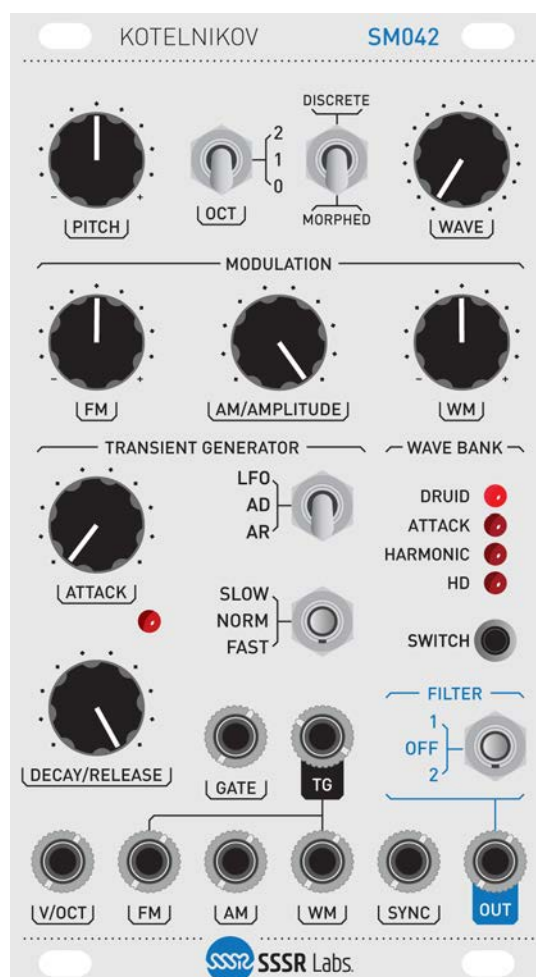 KOTELNIKOV SM042
DISCRETE
2
1
0
OCT
MORPHED
PITCH
WAVE
MODULATION
- +
- +
FM
AM/AMPLITUDE
WM
TRANSIENT GENERATOR
WAVE BANK
LFO
AD
AR
DRUID
ATTACK
HARMONIC
HD
ATTACK
SLOW
NORM
FAST
SWITCH
FILTER
1
OFF
2
DECAY/RELEASE
GATE
TG
V/OCT
FM
AM
WM
SYNC
OUT
SSSR Labs.